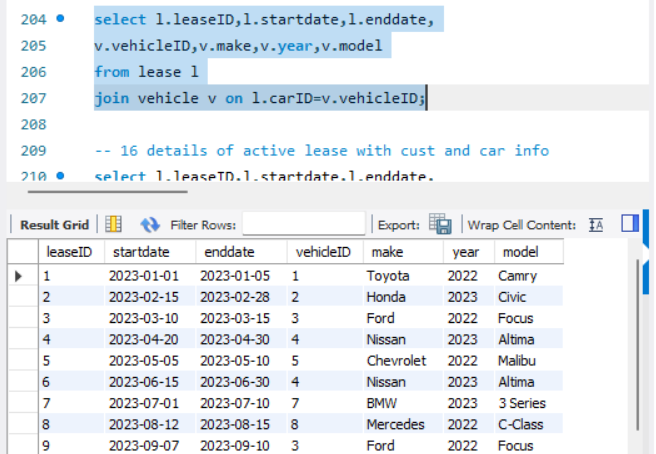 204 select l.leaseID,l.startdate,l.enddate,
205 v.vehicleID,v.make,v.year,v.model
206 from lease l
207 join vehicle v on l.carID=v.vehicleID;
208
209 -- 16 details of active lease with cust and car info
210 select l.leaseID,l.startdate,l.enddate,
Result Grid Filter Rows: Export: Wrap Cell Content:
leaseID startdate enddate vehicleID make year model
1 2023-01-01 2023-01-05 1 Toyota 2022 Camry
2 2023-02-15 2023-02-28 2 Honda 2023 Civic
3 2023-03-10 2023-03-15 3 Ford 2022 Focus
4 2023-04-20 2023-04-30 4 Nissan 2023 Altima
5 2023-05-05 2023-05-10 5 Chevrolet 2022 Malibu
6 2023-06-15 2023-06-30 4 Nissan 2023 Altima
7 2023-07-01 2023-07-10 7 BMW 2023 3 Series
8 2023-08-12 2023-08-15 8 Mercedes 2022 C-Class
9 2023-09-07 2023-09-10 3 Ford 2022 Focus